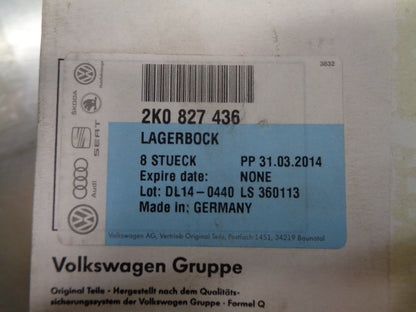 3832
2K0 827 436
LAGERBOCK
8 STUECK PP 31.03.2014
Expire date: NONE
Lot: DL14-0440 LS 360113
Made in: GERMANY
Volkswagen AG, Vertrieb Original Teile, Postfach 1451, 34219 Baunatal
ŠKODA
SEAT
Audi
Volkswagen Gruppe
Original Teile - Hergestellt nach dem Qualitäts-
sicherungssystem der Volkswagen Gruppe - Formel Q